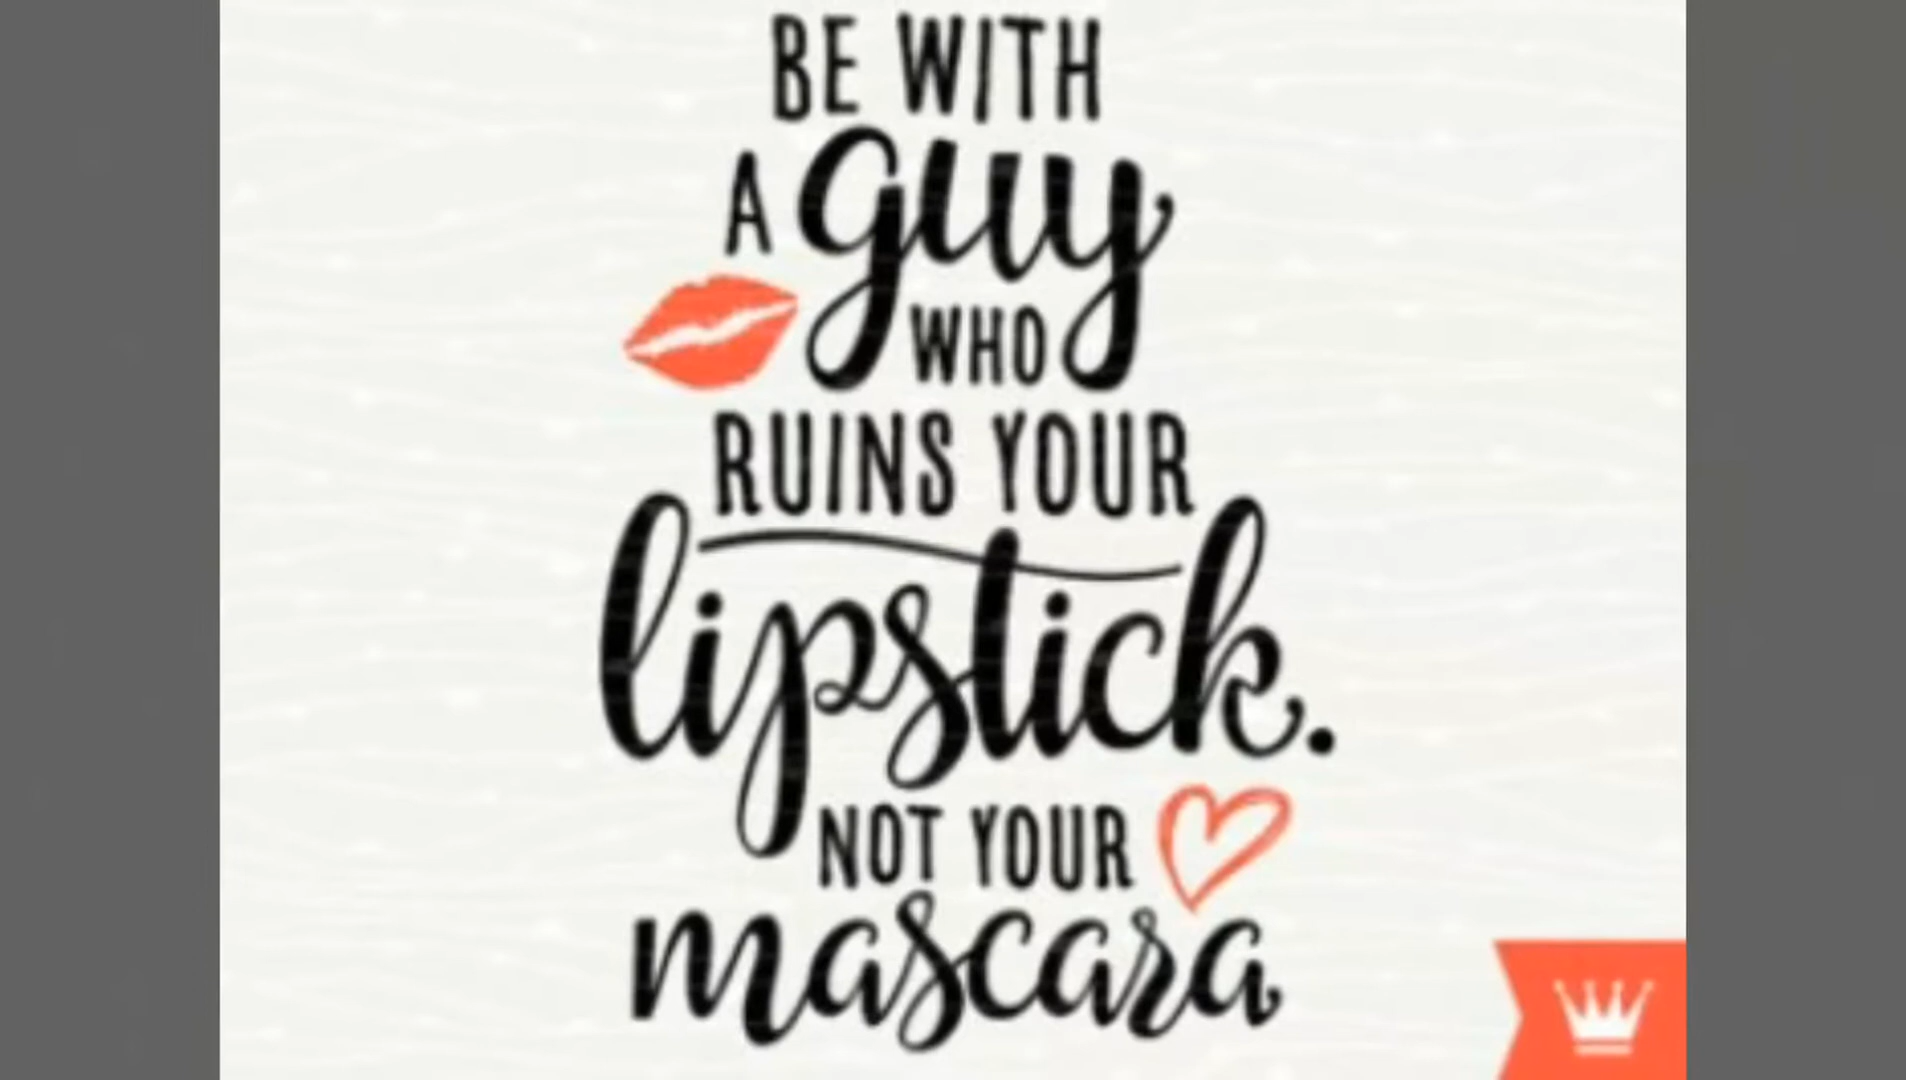 BE WITH
A guy
WHO
RUINS YOUR
lipstick.
NOT YOUR
mascara